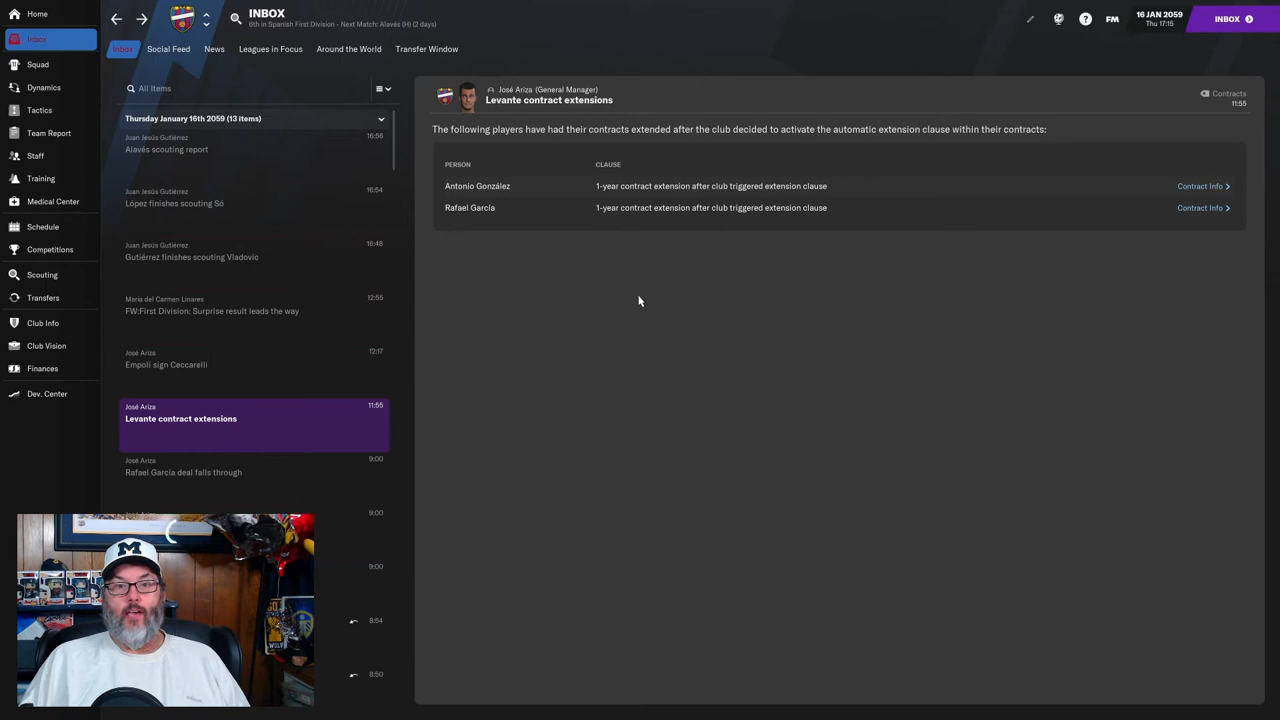 Home
Inbox
Squad
Dynamics
Tactics
Team Report
Staff
Training
Medical Center
Schedule
Competitions
Scouting
Transfers
Club Info
Club Vision
Finances
Dev. Center
INBOX
6th in Spanish First Division - Next Match: Alavés (H) (2 days)
FM
16 JAN 2059
Thu 17:15
INBOX
Inbox
Social Feed
News
Leagues in Focus
Around the World
Transfer Window
All Items
Thursday January 16th 2059 (13 items)
Juan Jesús Gutiérrez
16:56
Alavés scouting report
Juan Jesús Gutiérrez
16:54
López finishes scouting Só
Juan Jesús Gutiérrez
16:48
Gutiérrez finishes scouting Vladovic
María del Carmen Linares
12:55
FW:First Division: Surprise result leads the way
José Ariza
12:17
Empoli sign Ceccarelli
José Ariza
11:55
Levante contract extensions
José Ariza
9:00
Rafael García deal falls through
9:00
9:00
8:54
8:50
José Ariza (General Manager)
Levante contract extensions
Contracts
11:55
The following players have had their contracts extended after the club decided to activate the automatic extension clause within their contracts:
PERSON
CLAUSE
Antonio González
1-year contract extension after club triggered extension clause
Contract Info
Rafael García
1-year contract extension after club triggered extension clause
Contract Info
M